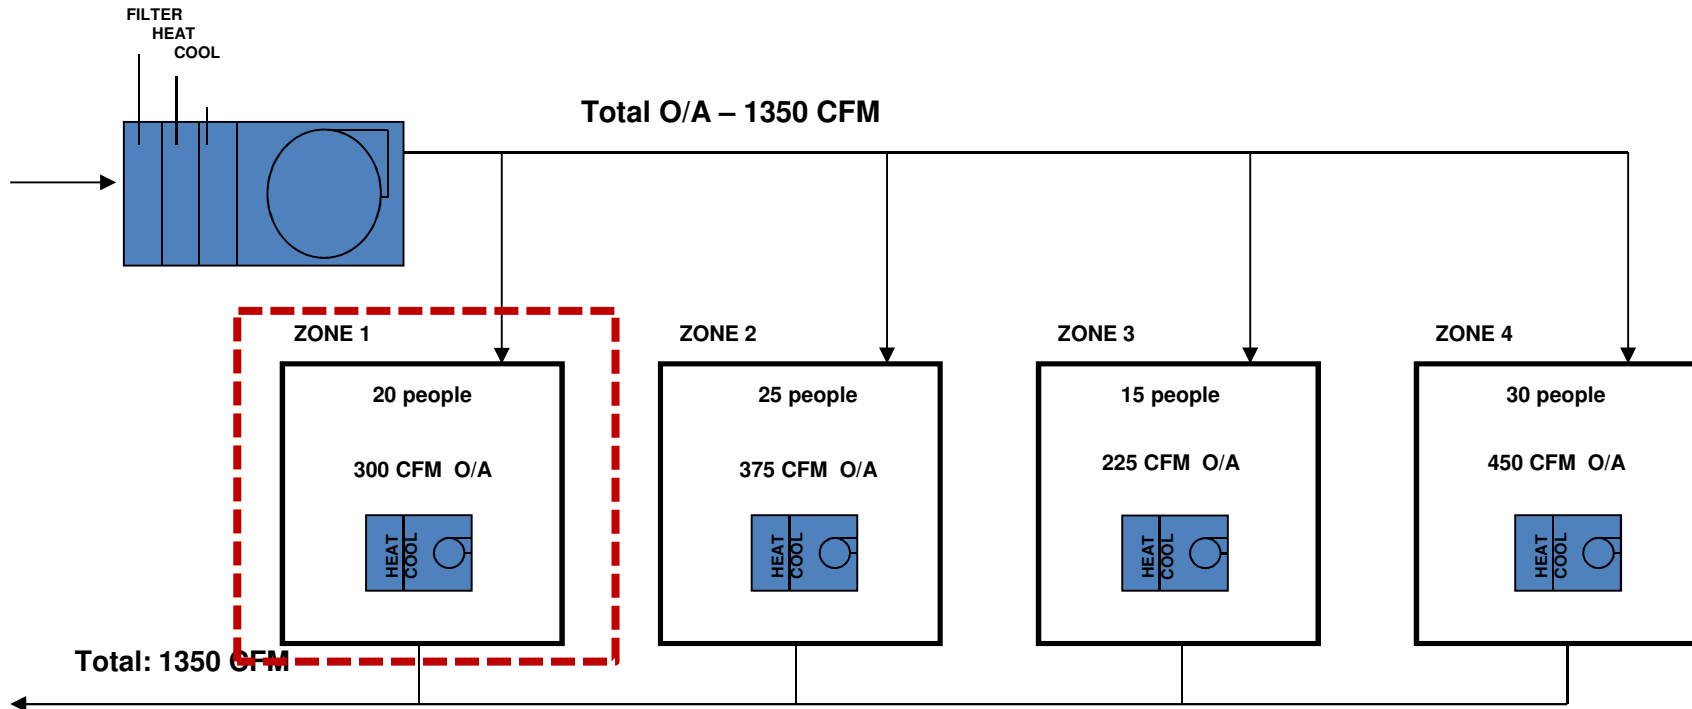 FILTER
HEAT
COOL
Total O/A – 1350 CFM
ZONE 1
ZONE 2
ZONE 3
ZONE 4
20 people
25 people
15 people
30 people
300 CFM  O/A
375 CFM  O/A
225 CFM  O/A
450 CFM  O/A
HEAT
COOL
HEAT
COOL
HEAT
COOL
HEAT
COOL
Total: 1350 CFM